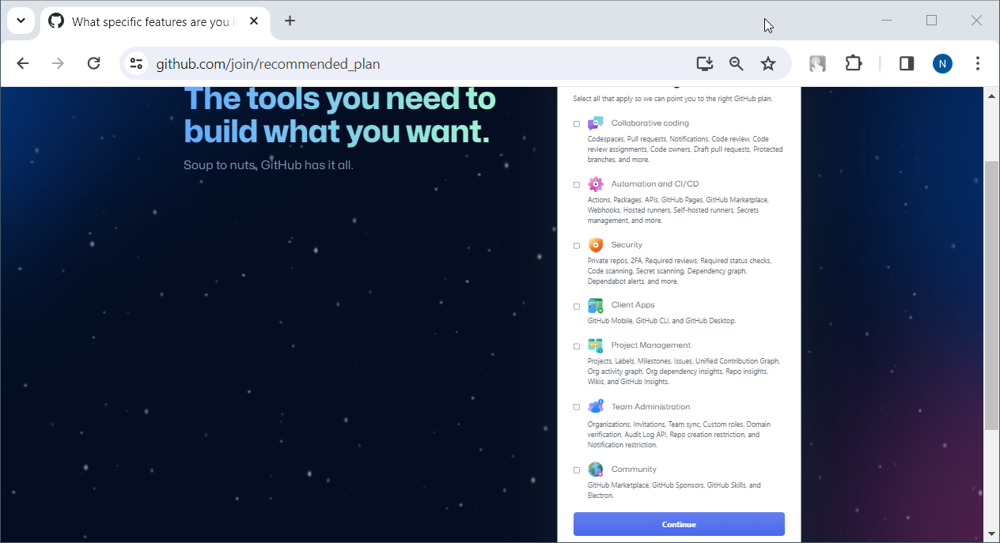 What specific features are you i
github.com/join/recommended_plan
N
The tools you need to
build what you want.
Soup to nuts, GitHub has it all.
Select all that apply so we can point you to the right GitHub plan.
Collaborative coding
Codespaces, Pull requests, Notifications, Code review, Code
review assignments, Code owners, Draft pull requests, Protected
branches, and more.
Automation and CI/CD
Actions, Packages, APIs, GitHub Pages, GitHub Marketplace,
Webhooks, Hosted runners, Self-hosted runners, Secrets
management, and more.
Security
Private repos, 2FA, Required reviews, Required status checks,
Code scanning, Secret scanning, Dependency graph,
Dependabot alerts, and more.
Client Apps
GitHub Mobile, GitHub CLI, and GitHub Desktop.
Project Management
Projects, Labels, Milestones, Issues, Unified Contribution Graph,
Org activity graph, Org dependency insights, Repo insights,
Wikis, and GitHub Insights.
Team Administration
Organizations, Invitations, Team sync, Custom roles, Domain
verification, Audit Log API, Repo creation restriction, and
Notification restriction.
Community
GitHub Marketplace, GitHub Sponsors, GitHub Skills, and
Electron.
Continue